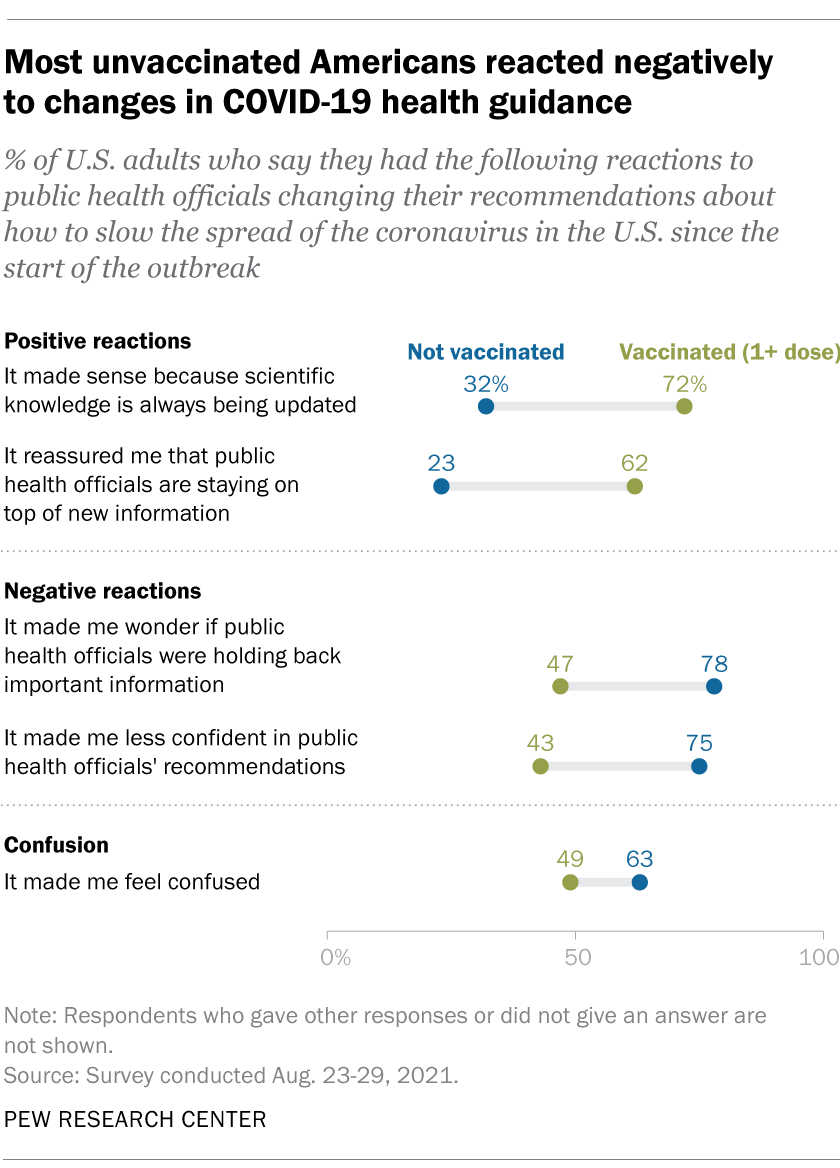 Most unvaccinated Americans reacted negatively
to changes in COVID-19 health guidance
% of U.S. adults who say they had the following reactions to
public health officials changing their recommendations about
how to slow the spread of the coronavirus in the U.S. since the
start of the outbreak
Positive reactions
Not vaccinated Vaccinated (1+ dose)
It made sense because scientific
knowledge is always being updated
32% 72%
It reassured me that public
health officials are staying on
top of new information
23 62
Negative reactions
It made me wonder if public
health officials were holding back
important information
47 78
It made me less confident in public
health officials' recommendations
43 75
Confusion
It made me feel confused
49 63
0% 50 100
Note: Respondents who gave other responses or did not give an answer are
not shown.
Source: Survey conducted Aug. 23-29, 2021.
PEW RESEARCH CENTER